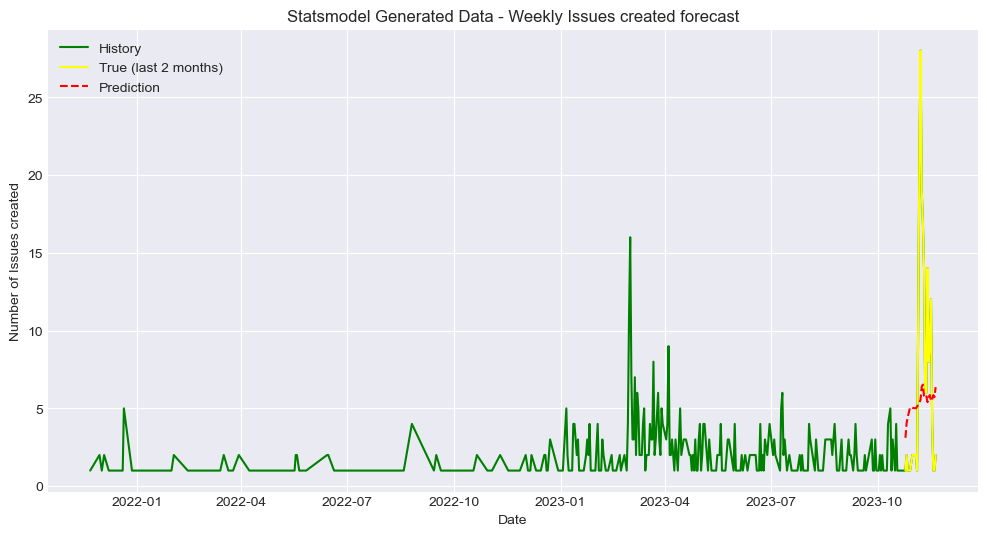 Statsmodel Generated Data - Weekly Issues created forecast
History
True (last 2 months)
Prediction
Number of Issues created
25
20
15
10
5
0
2022-01
2022-04
2022-07
2022-10
2023-01
2023-04
2023-07
2023-10
Date